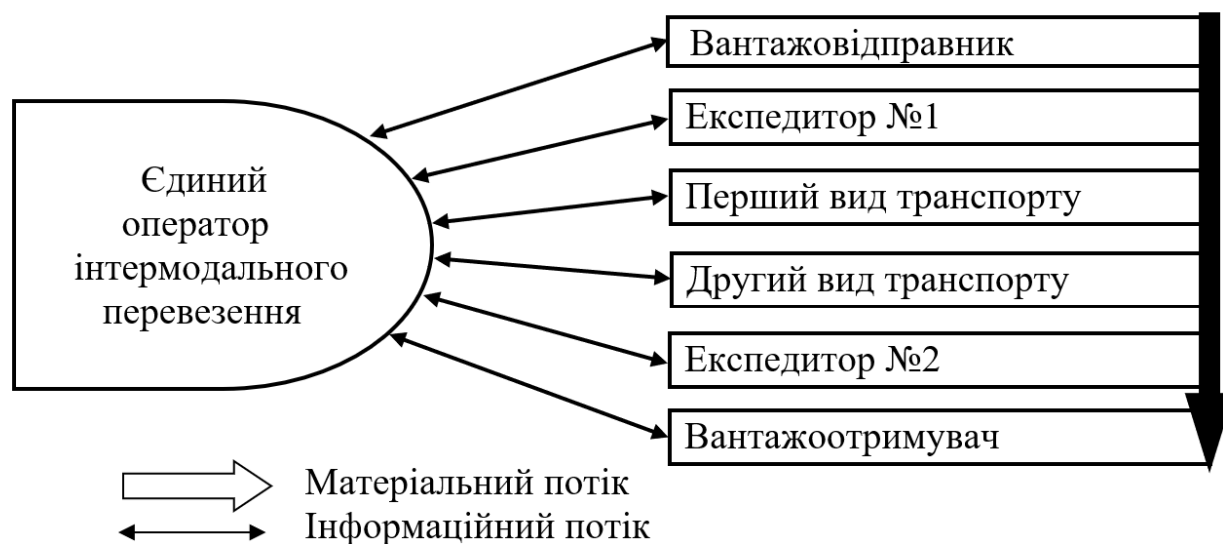 Єдиний
оператор
інтермодального
перевезення
Вантажовідправник
Експедитор №1
Перший вид транспорту
Другий вид транспорту
Експедитор №2
Вантажоотримувач
Матеріальний потік
Інформаційний потік